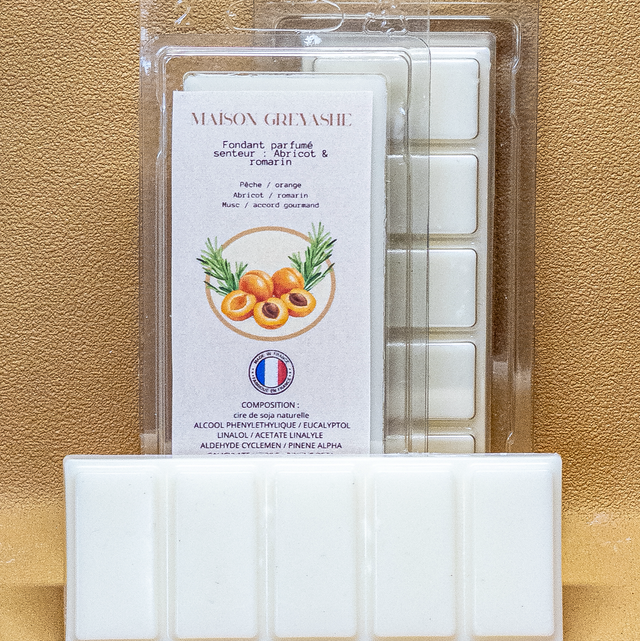 MAÏSON GREVASHE
Fondant parfumé
senteur : Abricot &
romarin
Pêche / orange
Abricot / romarin
Musc / accord gourmand
COMPOSITION :
cire de soja naturelle
ALCOOL PHENYLETHYLIQUE / EUCALYPTOL
LINALOL / ACETATE LINALYLE
ALDEHYDE CYCLEMEN / PINENE ALPHA